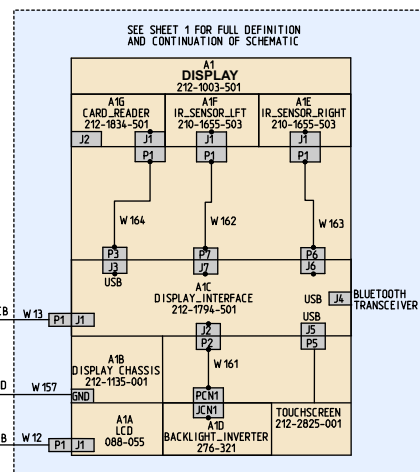 SEE SHEET 1 FOR FULL DEFINITION
AND CONTINUATION OF SCHEMATIC
A1
DISPLAY
212-1003-501
A1G
CARD_READER
212-1834-501
A1F
IR_SENSOR_LFT
210-1655-503
A1E
IR_SENSOR_RIGHT
210-1655-503
J2
J1
J1
J1
P1
P1
P1
W 164
W 162
W 163
P3
P7
P6
J3
J7
J6
USB
A1C
DISPLAY_INTERFACE
212-1794-501
USB
J4
BLUETOOTH
TRANSCEIVER
CB
W 13
P1
J1
J2
USB
J5
P2
P5
A1B
DISPLAY CHASSIS
212-1135-001
W 161
D
W 157
GND
PCN1
JCN1
A1A
LCD
088-055
A1D
BACKLIGHT_INVERTER
276-321
TOUCHSCREEN
212-2825-001
B
W 12
P1
J1